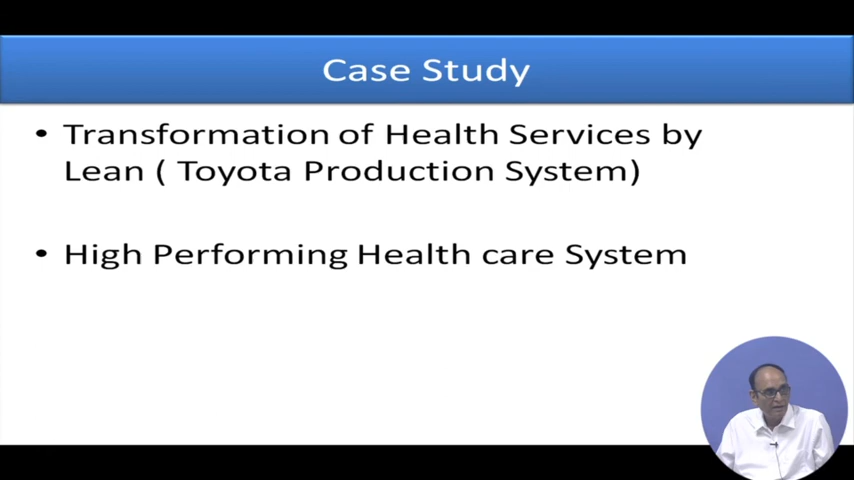 Case Study
• Transformation of Health Services by
Lean ( Toyota Production System)
• High Performing Health care System